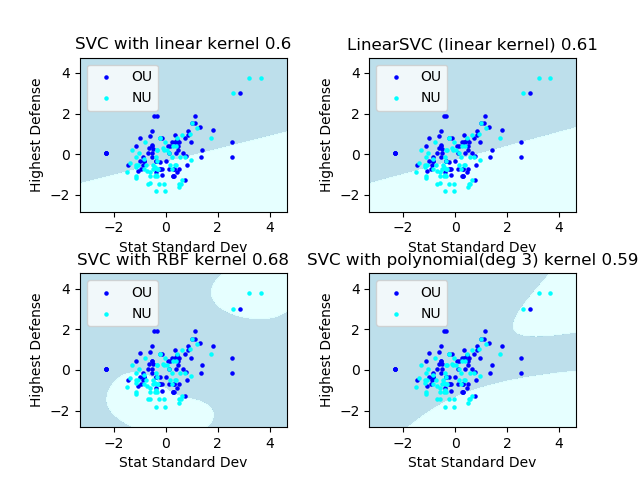 SVC with linear kernel 0.6
Highest Defense
4
2
0
−2
OU
NU
−2 0 2 4
Stat Standard Dev
LinearSVC (linear kernel) 0.61
Highest Defense
4
2
0
−2
OU
NU
−2 0 2 4
Stat Standard Dev
SVC with RBF kernel 0.68
Highest Defense
4
2
0
−2
OU
NU
−2 0 2 4
Stat Standard Dev
SVC with polynomial(deg 3) kernel 0.59
Highest Defense
4
2
0
−2
OU
NU
−2 0 2 4
Stat Standard Dev